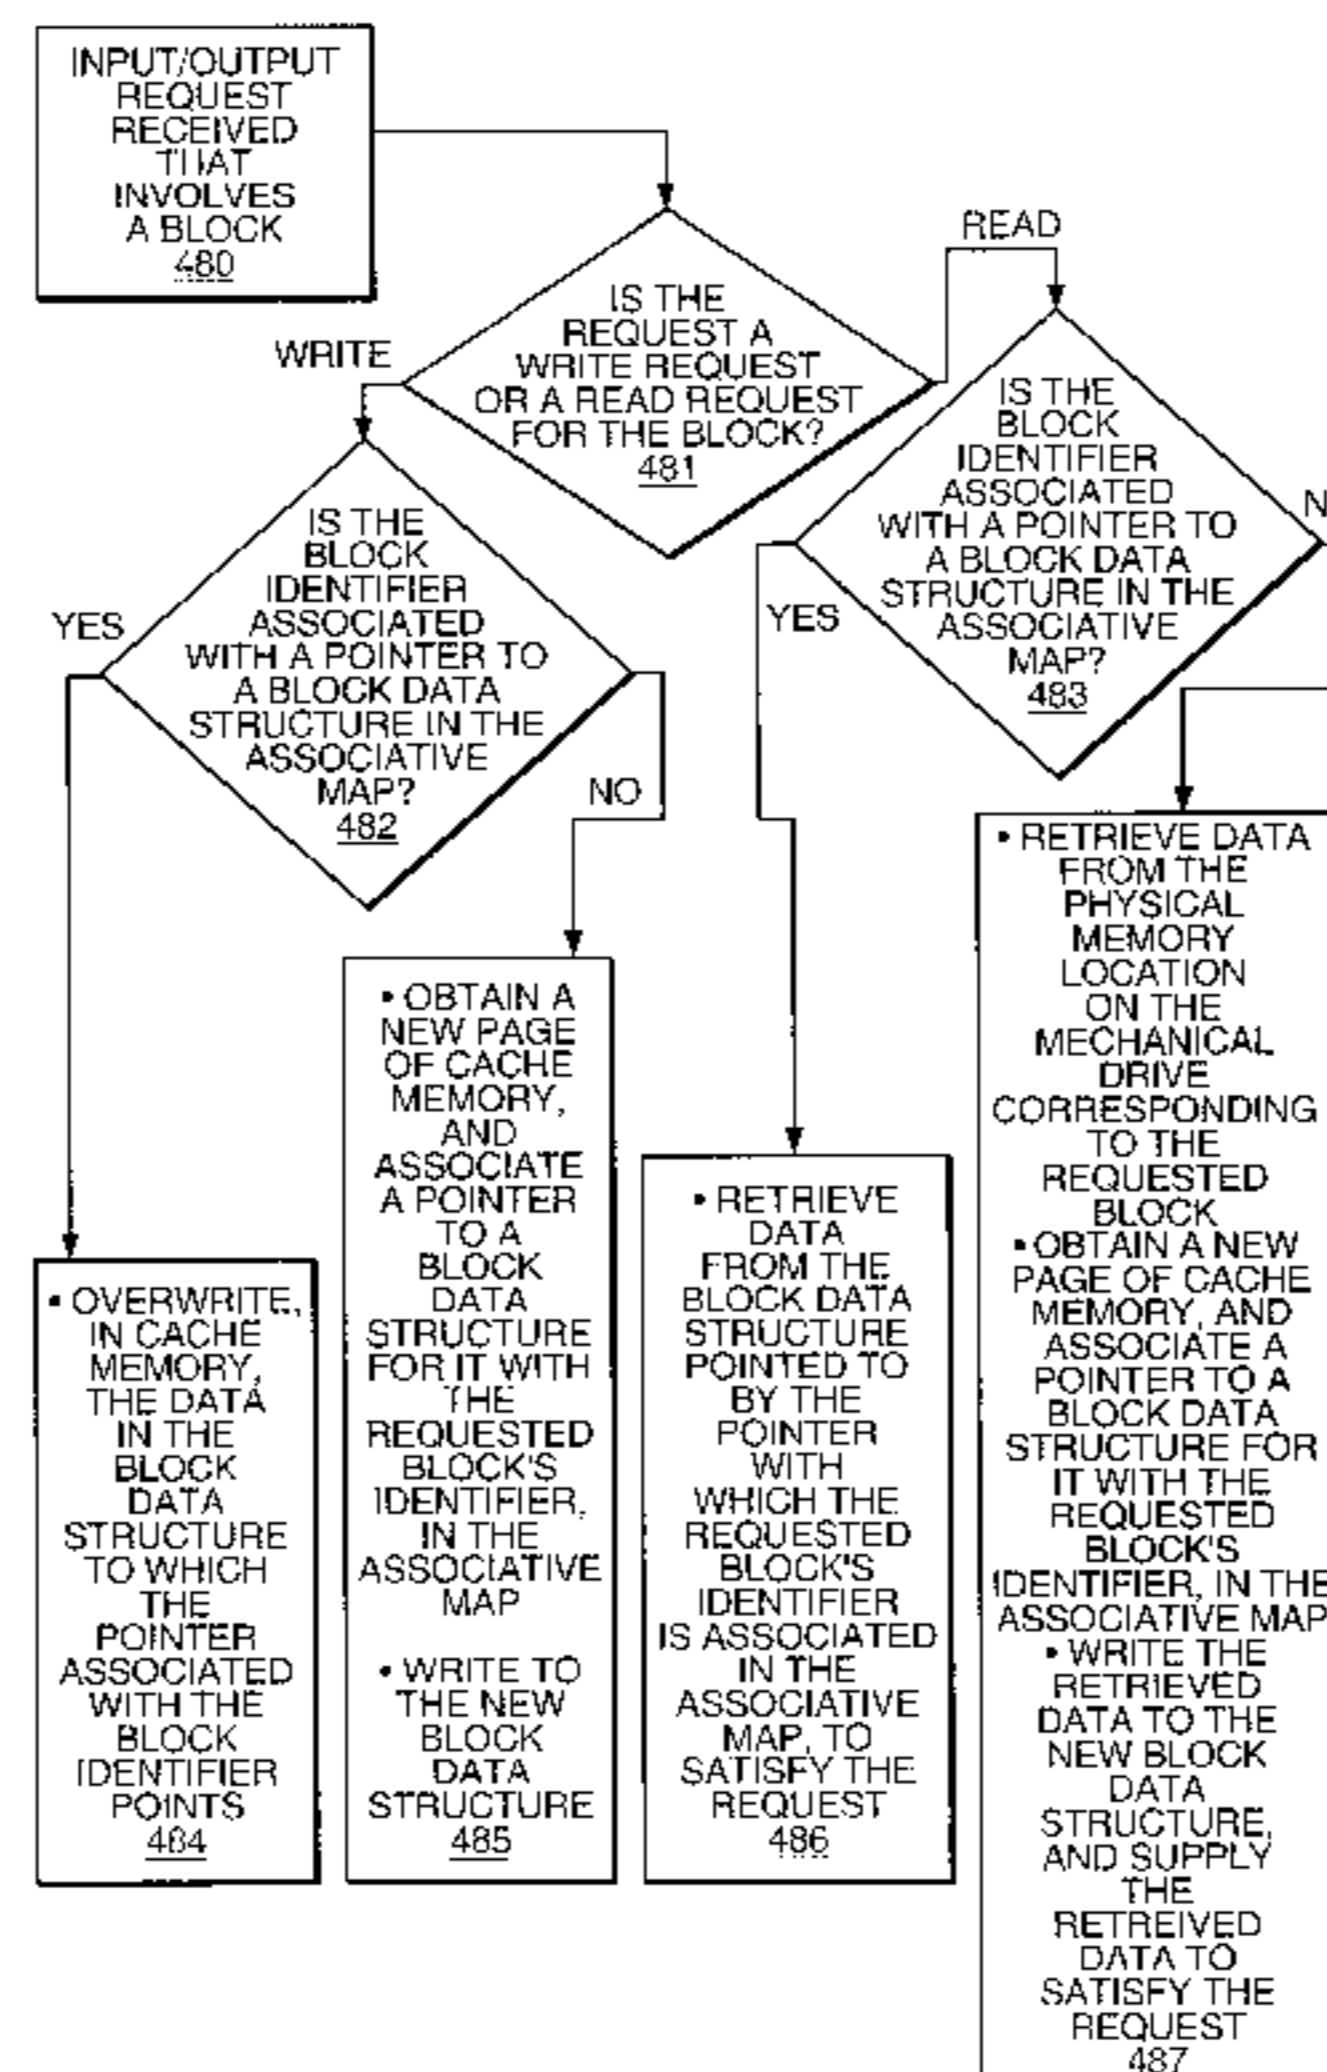 INPUT/OUTPUT
REQUEST
RECEIVED
THAT
INVOLVES
A BLOCK
480
READ
IS THE
REQUEST A
WRITE REQUEST
OR A READ REQUEST
FOR THE BLOCK?
481
WRITE
IS THE
BLOCK
IDENTIFIER
ASSOCIATED
WITH A POINTER TO
A BLOCK DATA
STRUCTURE IN THE
ASSOCIATIVE
MAP?
482
YES
NO
IS THE
BLOCK
IDENTIFIER
ASSOCIATED
WITH A POINTER TO
A BLOCK DATA
STRUCTURE IN THE
ASSOCIATIVE
MAP?
483
YES
• OVERWRITE,
IN CACHE
MEMORY,
THE DATA
IN THE
BLOCK
DATA
STRUCTURE
TO WHICH
THE
POINTER
ASSOCIATED
WITH THE
BLOCK
IDENTIFIER
POINTS
484
• OBTAIN A
NEW PAGE
OF CACHE
MEMORY,
AND
ASSOCIATE
A POINTER
TO A
BLOCK
DATA
STRUCTURE
FOR IT WITH
THE
REQUESTED
BLOCK'S
IDENTIFIER,
IN THE
ASSOCIATIVE
MAP
• WRITE TO
THE NEW
BLOCK
DATA
STRUCTURE
485
• RETRIEVE
DATA
FROM THE
BLOCK DATA
STRUCTURE
POINTED TO
BY THE
POINTER
WITH
WHICH THE
REQUESTED
BLOCK'S
IDENTIFIER
IS ASSOCIATED
IN THE
ASSOCIATIVE
MAP, TO
SATISFY THE
REQUEST
486
• RETRIEVE DATA
FROM THE
PHYSICAL
MEMORY
LOCATION
ON THE
MECHANICAL
DRIVE
CORRESPONDING
TO THE
REQUESTED
BLOCK
• OBTAIN A NEW
PAGE OF CACHE
MEMORY, AND
ASSOCIATE A
POINTER TO A
BLOCK DATA
STRUCTURE FOR
IT WITH THE
REQUESTED
BLOCK'S
IDENTIFIER, IN THE
ASSOCIATIVE MAP
• WRITE THE
RETRIEVED
DATA TO THE
NEW BLOCK
DATA
STRUCTURE,
AND SUPPLY
THE
RETREIVED
DATA TO
SATISFY THE
REQUEST
487